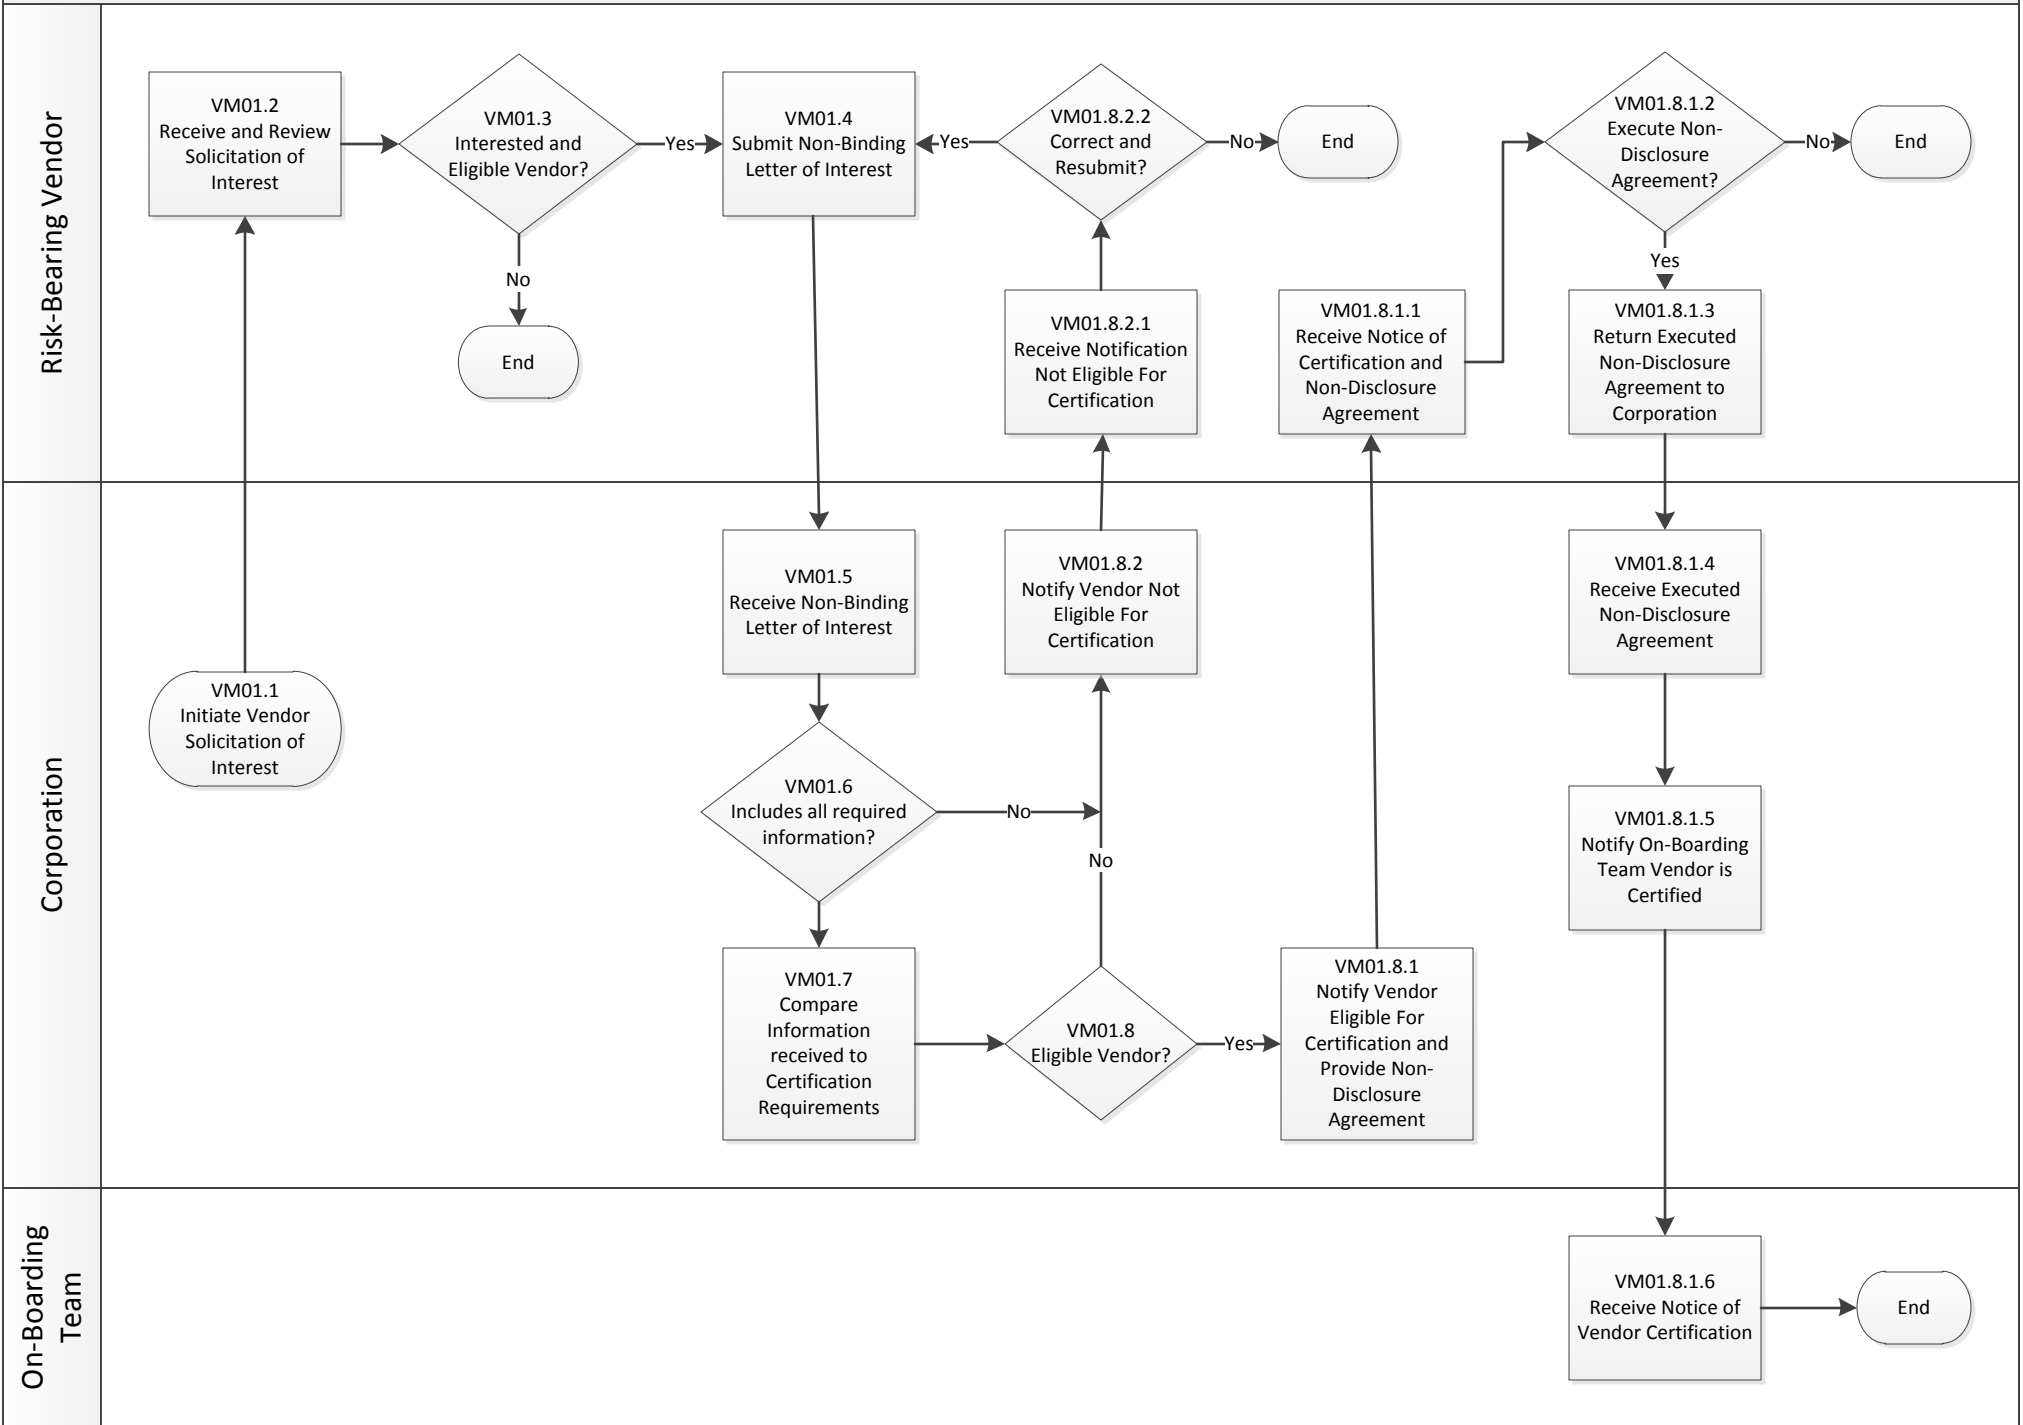 Risk-Bearing Vendor
VM01.2
Receive and Review
Solicitation of
Interest
VM01.3
Interested and
Eligible Vendor?
Yes
No
End
VM01.4
Submit Non-Binding
Letter of Interest
Yes
VM01.8.2.2
Correct and
Resubmit?
No
End
VM01.8.2.1
Receive Notification
Not Eligible For
Certification
VM01.8.1.1
Receive Notice of
Certification and
Non-Disclosure
Agreement
VM01.8.1.2
Execute Non-
Disclosure
Agreement?
No
End
Yes
VM01.8.1.3
Return Executed
Non-Disclosure
Agreement to
Corporation
Corporation
VM01.1
Initiate Vendor
Solicitation of
Interest
VM01.5
Receive Non-Binding
Letter of Interest
VM01.6
Includes all required
information?
No
VM01.7
Compare
Information
received to
Certification
Requirements
VM01.8.2
Notify Vendor Not
Eligible For
Certification
No
VM01.8
Eligible Vendor?
Yes
VM01.8.1
Notify Vendor
Eligible For
Certification and
Provide Non-
Disclosure
Agreement
VM01.8.1.4
Receive Executed
Non-Disclosure
Agreement
VM01.8.1.5
Notify On-Boarding
Team Vendor is
Certified
On-Boarding
Team
VM01.8.1.6
Receive Notice of
Vendor Certification
End